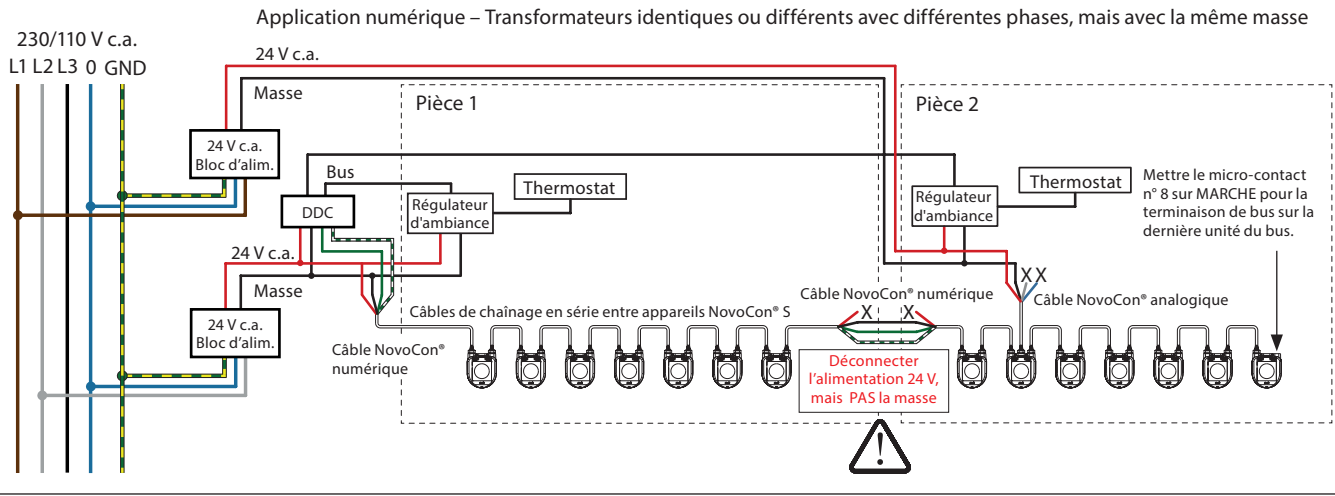 Application numérique – Transformateurs identiques ou différents avec différentes phases, mais avec la même masse
230/110 V c.a.
L1 L2 L3 0 GND
24 V c.a.
Masse
24 V c.a.
Bloc d'alim.
Pièce 1
Pièce 2
Bus
DDC
Régulateur
d'ambiance
Thermostat
Régulateur
d'ambiance
Thermostat
Mettre le micro-contact
n° 8 sur MARCHE pour la
terminaison de bus sur la
dernière unité du bus.
24 V c.a.
Masse
24 V c.a.
Bloc d'alim.
Câble NovoCon®
numérique
Câbles de chaînage en série entre appareils NovoCon® S
Câble NovoCon® numérique
X X
X X
Câble NovoCon® analogique
Déconnecter
l'alimentation 24 V,
mais PAS la masse
!